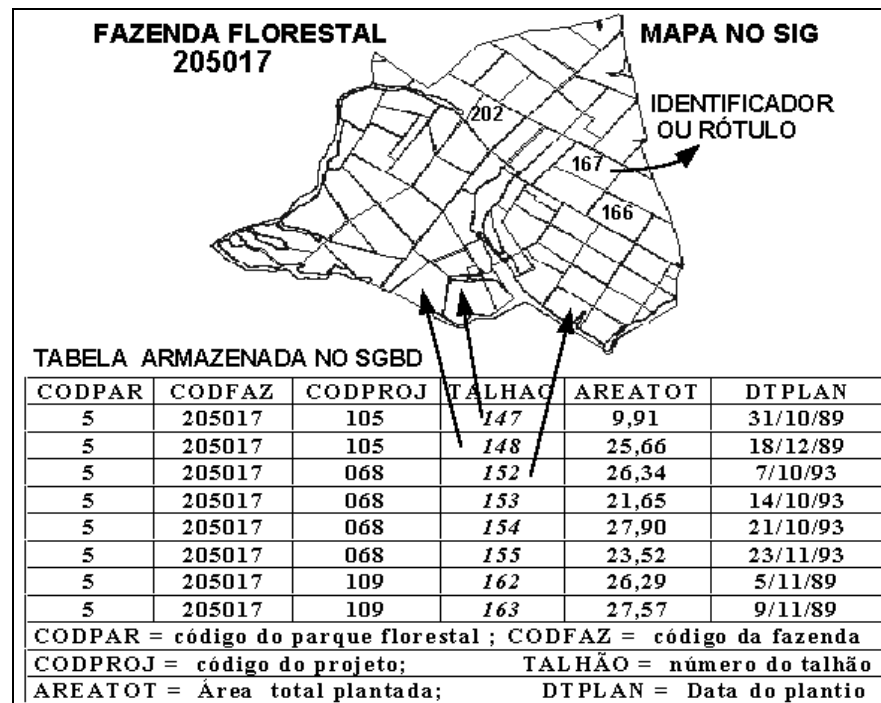 FAZENDA FLORESTAL
205017
MAPA NO SIG
IDENTIFICADOR
OU RÓTULO
202
167
166
TABELA ARMAZENADA NO SGBD
CODPAR CODFAZ CODPROJ TALHAO AREATOT DTPLAN
5 205017 105 147 9,91 31/10/89
5 205017 105 148 25,66 18/12/89
5 205017 068 152 26,34 7/10/93
5 205017 068 153 21,65 14/10/93
5 205017 068 154 27,90 21/10/93
5 205017 068 155 23,52 23/11/93
5 205017 109 162 26,29 5/11/89
5 205017 109 163 27,57 9/11/89
CODPAR = código do parque florestal ; CODFAZ = código da fazenda
CODPROJ = código do projeto; TALHÃO = número do talhão
AREATOT = Área total plantada; DTPLAN = Data do plantio